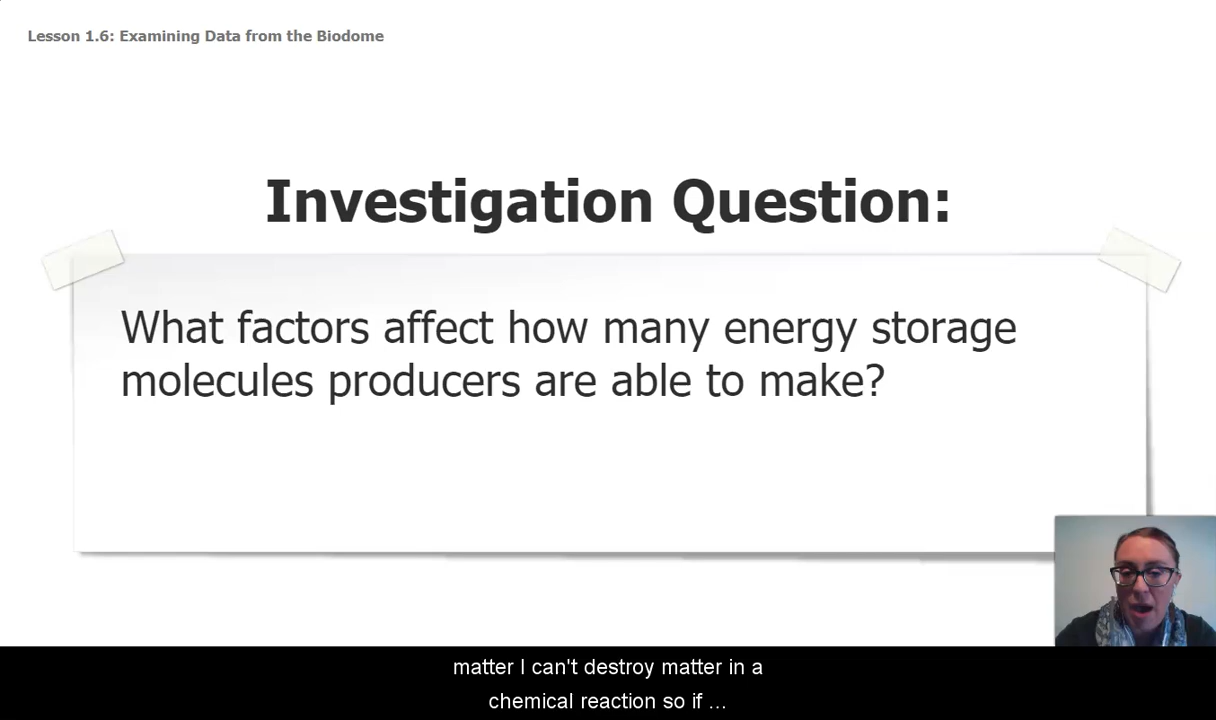 Lesson 1.6: Examining Data from the Biodome
Investigation Question:
What factors affect how many energy storage
molecules producers are able to make?
matter I can't destroy matter in a
chemical reaction so if ...